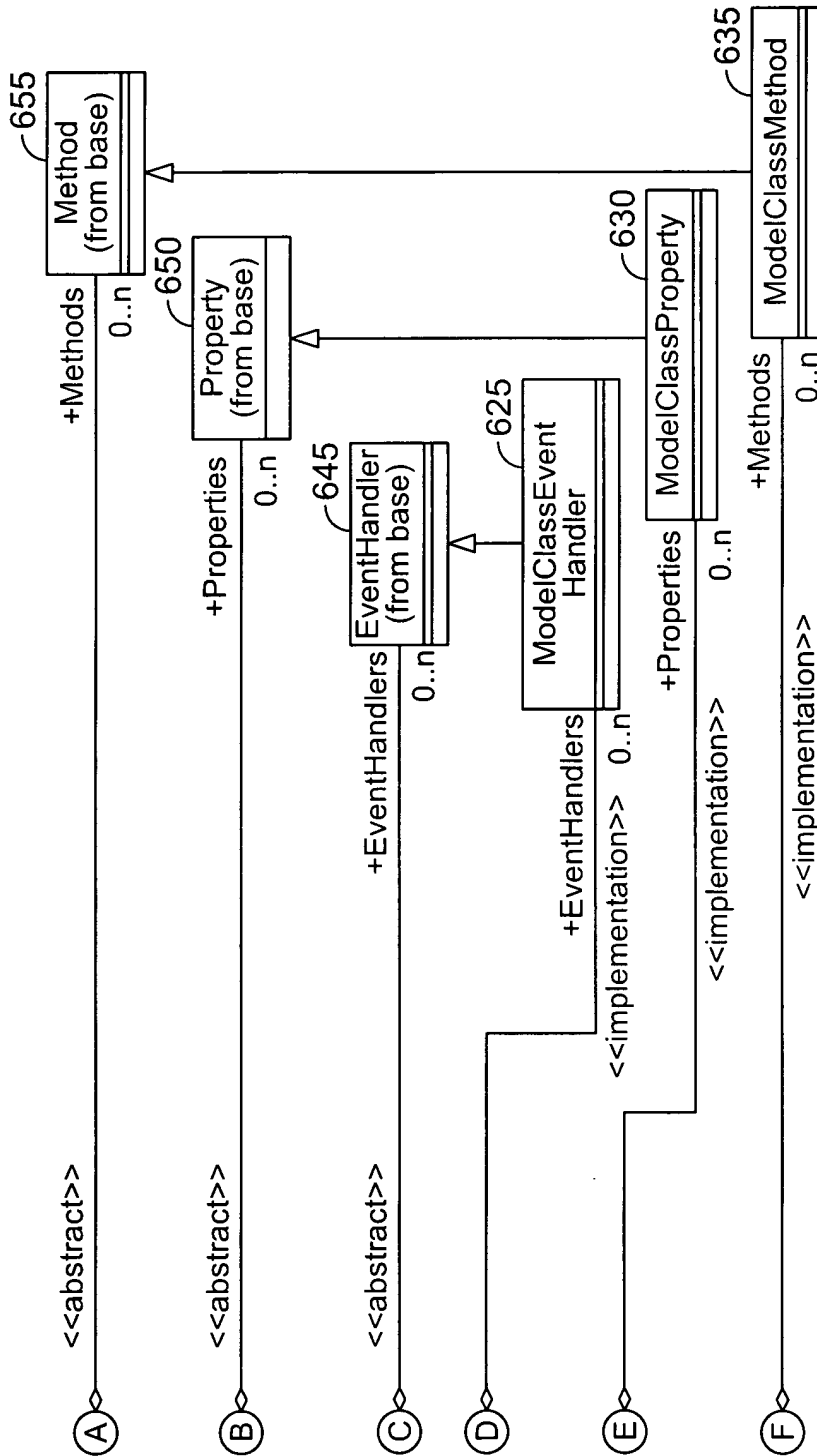 A
<<abstract>>
+Methods
0..n
655
Method
(from base)
B
<<abstract>>
+Properties
0..n
650
Property
(from base)
C
<<abstract>>
+EventHandlers
0..n
645
EventHandler
(from base)
D
<<implementation>>
+EventHandlers
0..n
625
ModelClassEvent
Handler
E
<<implementation>>
+Properties
0..n
630
ModelClassProperty
F
<<implementation>>
+Methods
0..n
635
ModelClassMethod